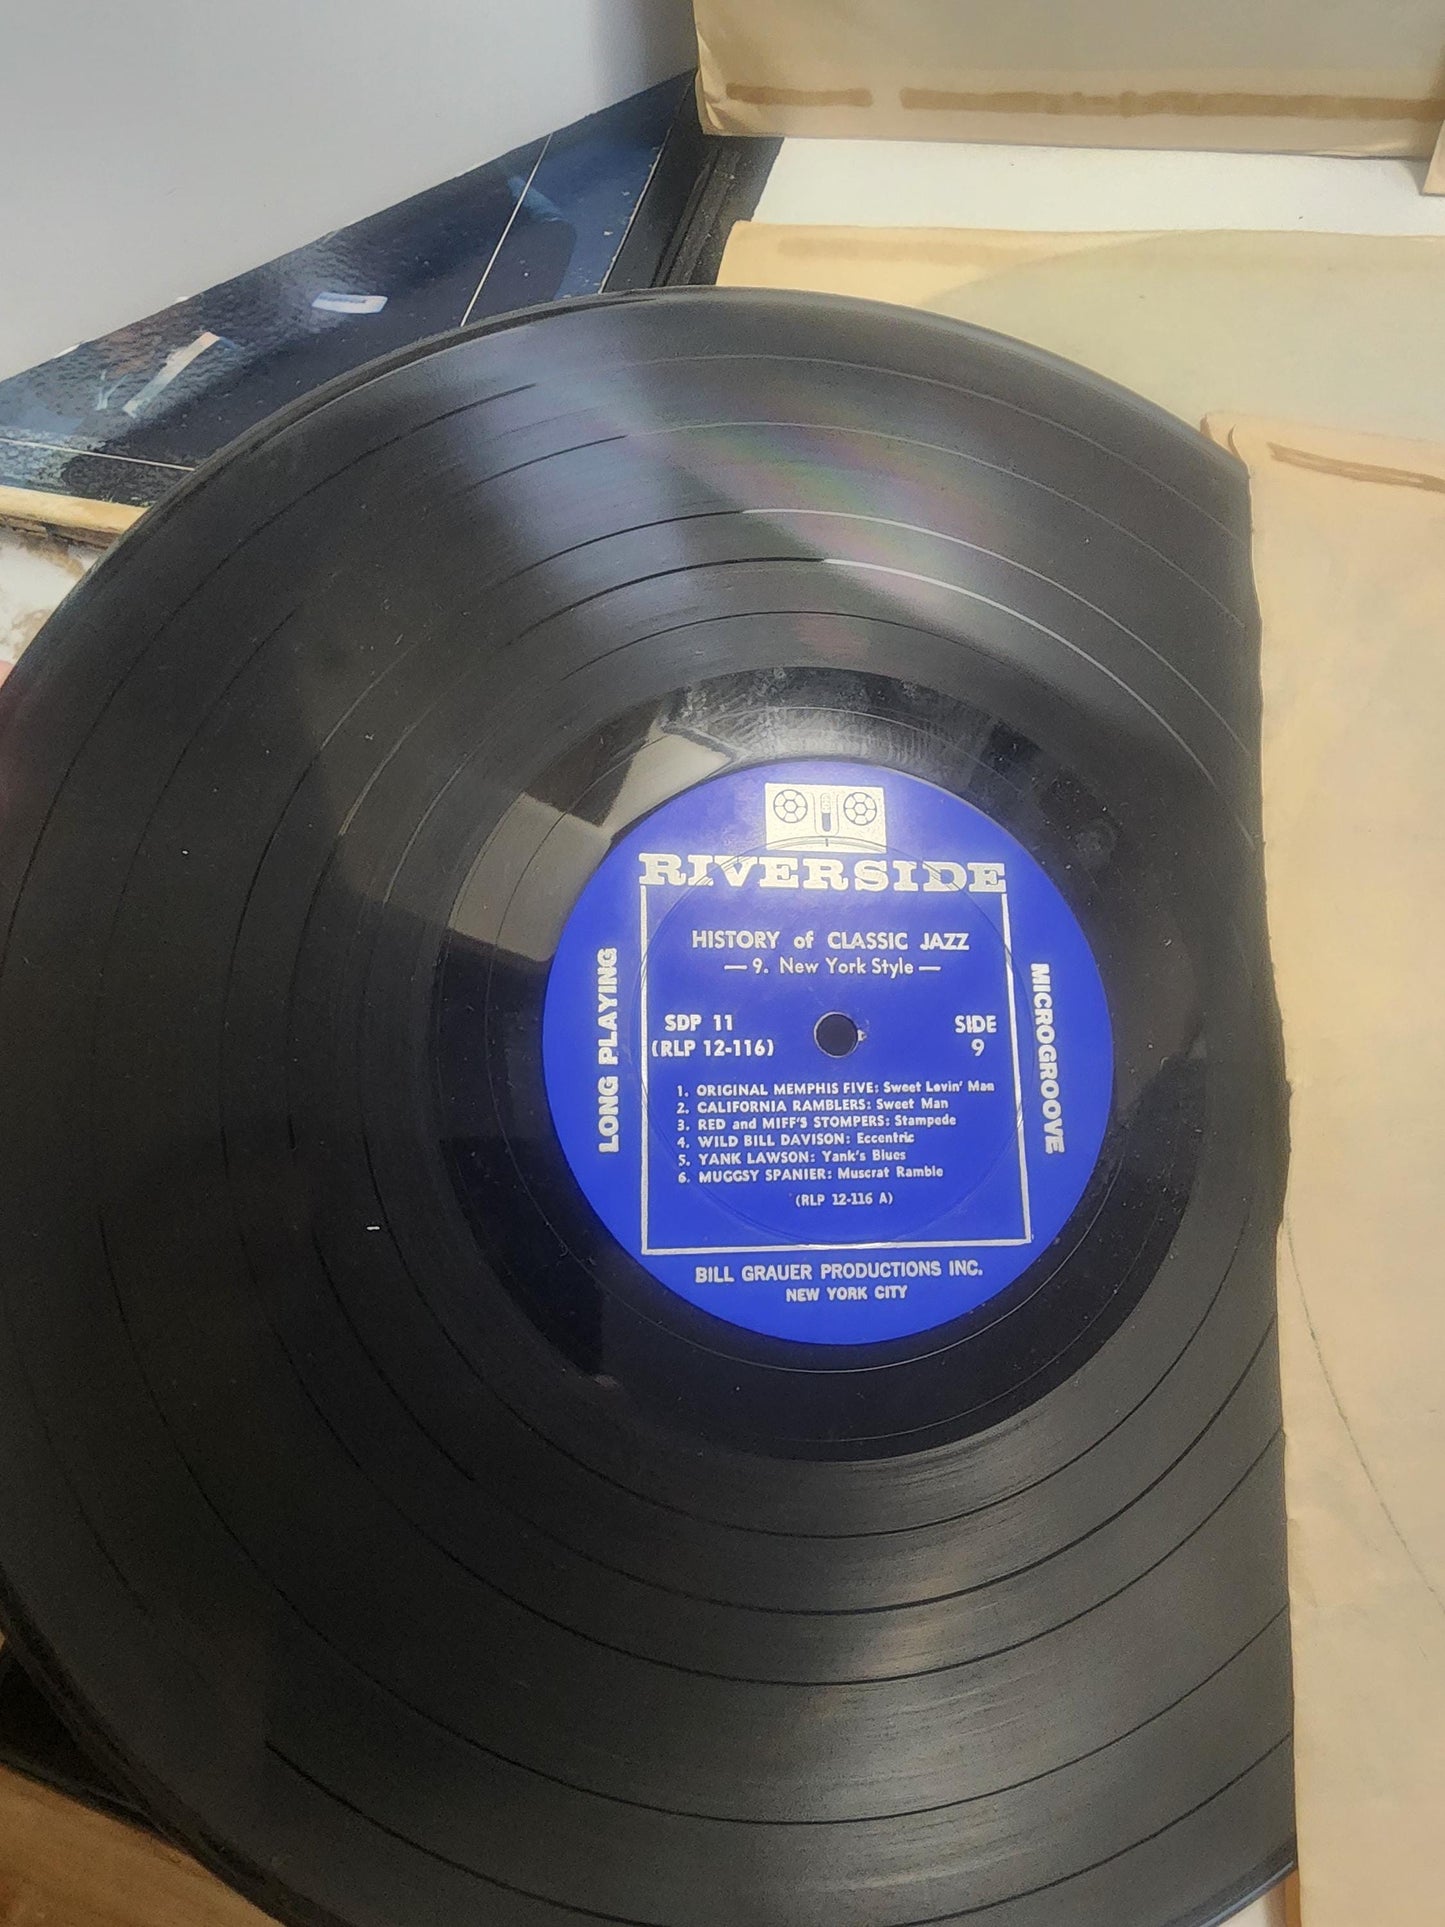 RIVERSIDE
HISTORY of CLASSIC JAZZ
— 9. New York Style —
LONG PLAYING
MICROGROOVE
SDP 11
(RLP 12-116)
SIDE
9
1. ORIGINAL MEMPHIS FIVE: Sweet Lovin' Man
2. CALIFORNIA RAMBLERS: Sweet Man
3. RED and MIFF'S STOMPERS: Stampede
4. WILD BILL DAVISON: Eccentric
5. YANK LAWSON: Yank's Blues
6. MUGGSY SPANIER: Muscrat Ramble
(RLP 12-116 A)
BILL GRAUER PRODUCTIONS INC.
NEW YORK CITY